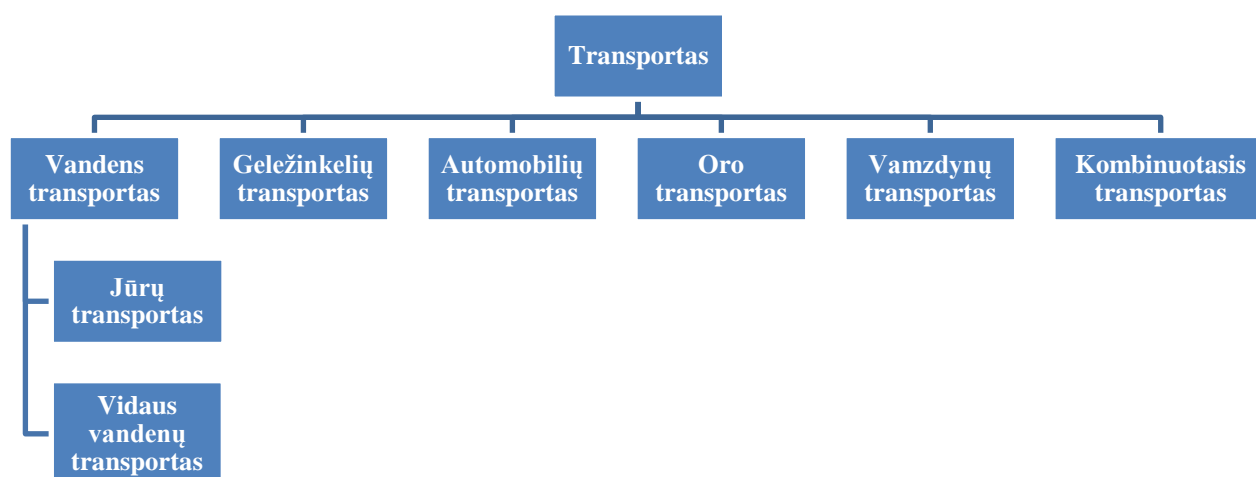 Transportas
Vandens
transportas
Geležinkelių
transportas
Automobilių
transportas
Oro
transportas
Vamzdynų
transportas
Kombinuotasis
transportas
Jūrų
transportas
Vidaus
vandenų
transportas